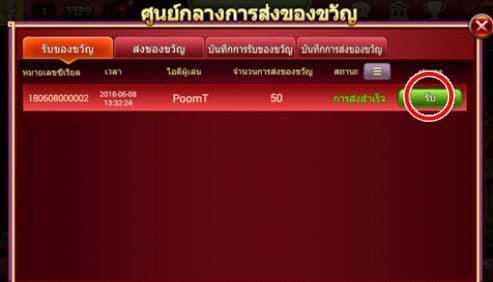 1 VIP0
ศูนย์กลางการส่งของขวัญ
รับของขวัญ ส่งของขวัญ บันทึกการรับของขวัญ บันทึกการส่งของขวัญ
หมายเลขซีเรียล เวลา ไอดีผู้เล่น จำนวนการส่งของขวัญ สถานะ
180608000002 2018-06-08 PoomT 50 การส่งสำเร็จ รับ
13:32:24